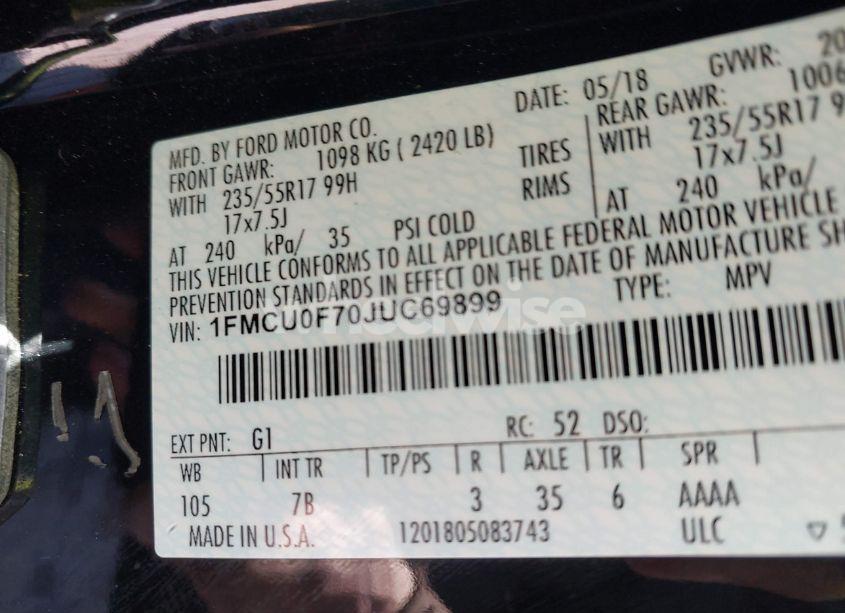 MFD. BY FORD MOTOR CO. DATE: 05/18 GVWR: 20
FRONT GAWR: 1098 KG ( 2420 LB) REAR GAWR: 1006
WITH 235/55R17 99H TIRES WITH 235/55R17 9
17x7.5J RIMS 17x7.5J
AT 240 kPa/ 35 PSI COLD AT 240 kPa/
THIS VEHICLE CONFORMS TO ALL APPLICABLE FEDERAL MOTOR VEHICLE
PREVENTION STANDARDS IN EFFECT ON THE DATE OF MANUFACTURE SH
VIN: 1FMCU0F70JUC69899 TYPE: MPV
EXT PNT: G1 RC: 52 DSO:
WB INT TR TP/PS R AXLE TR SPR
105 7B 3 35 6 AAAA
MADE IN U.S.A. 1201805083743 ULC